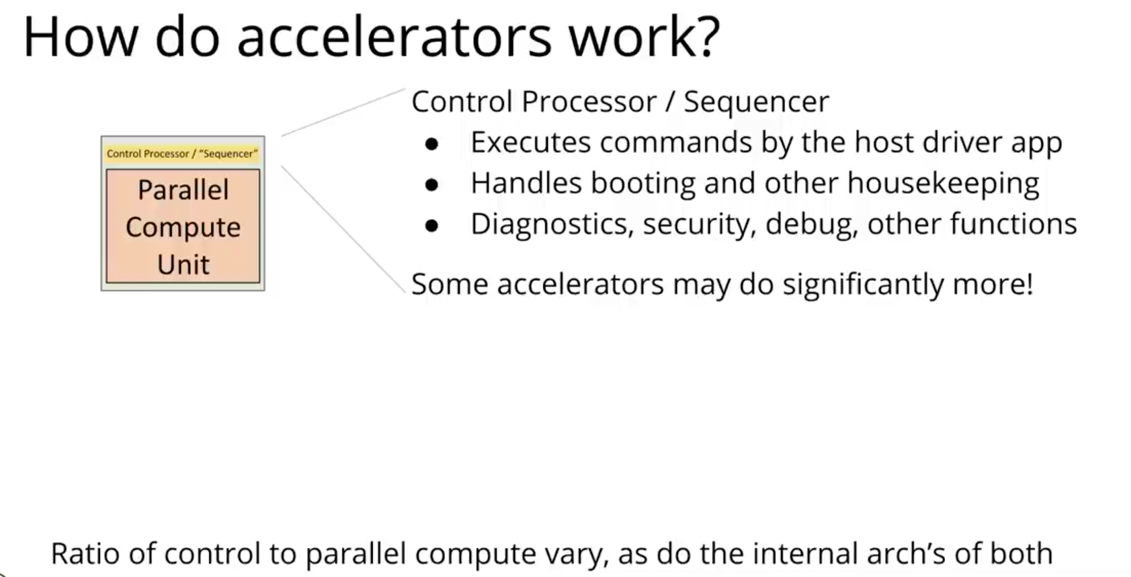 How do accelerators work?
Control Processor / "Sequencer"
Parallel
Compute
Unit
Control Processor / Sequencer
● Executes commands by the host driver app
● Handles booting and other housekeeping
● Diagnostics, security, debug, other functions
Some accelerators may do significantly more!
Ratio of control to parallel compute vary, as do the internal arch's of both